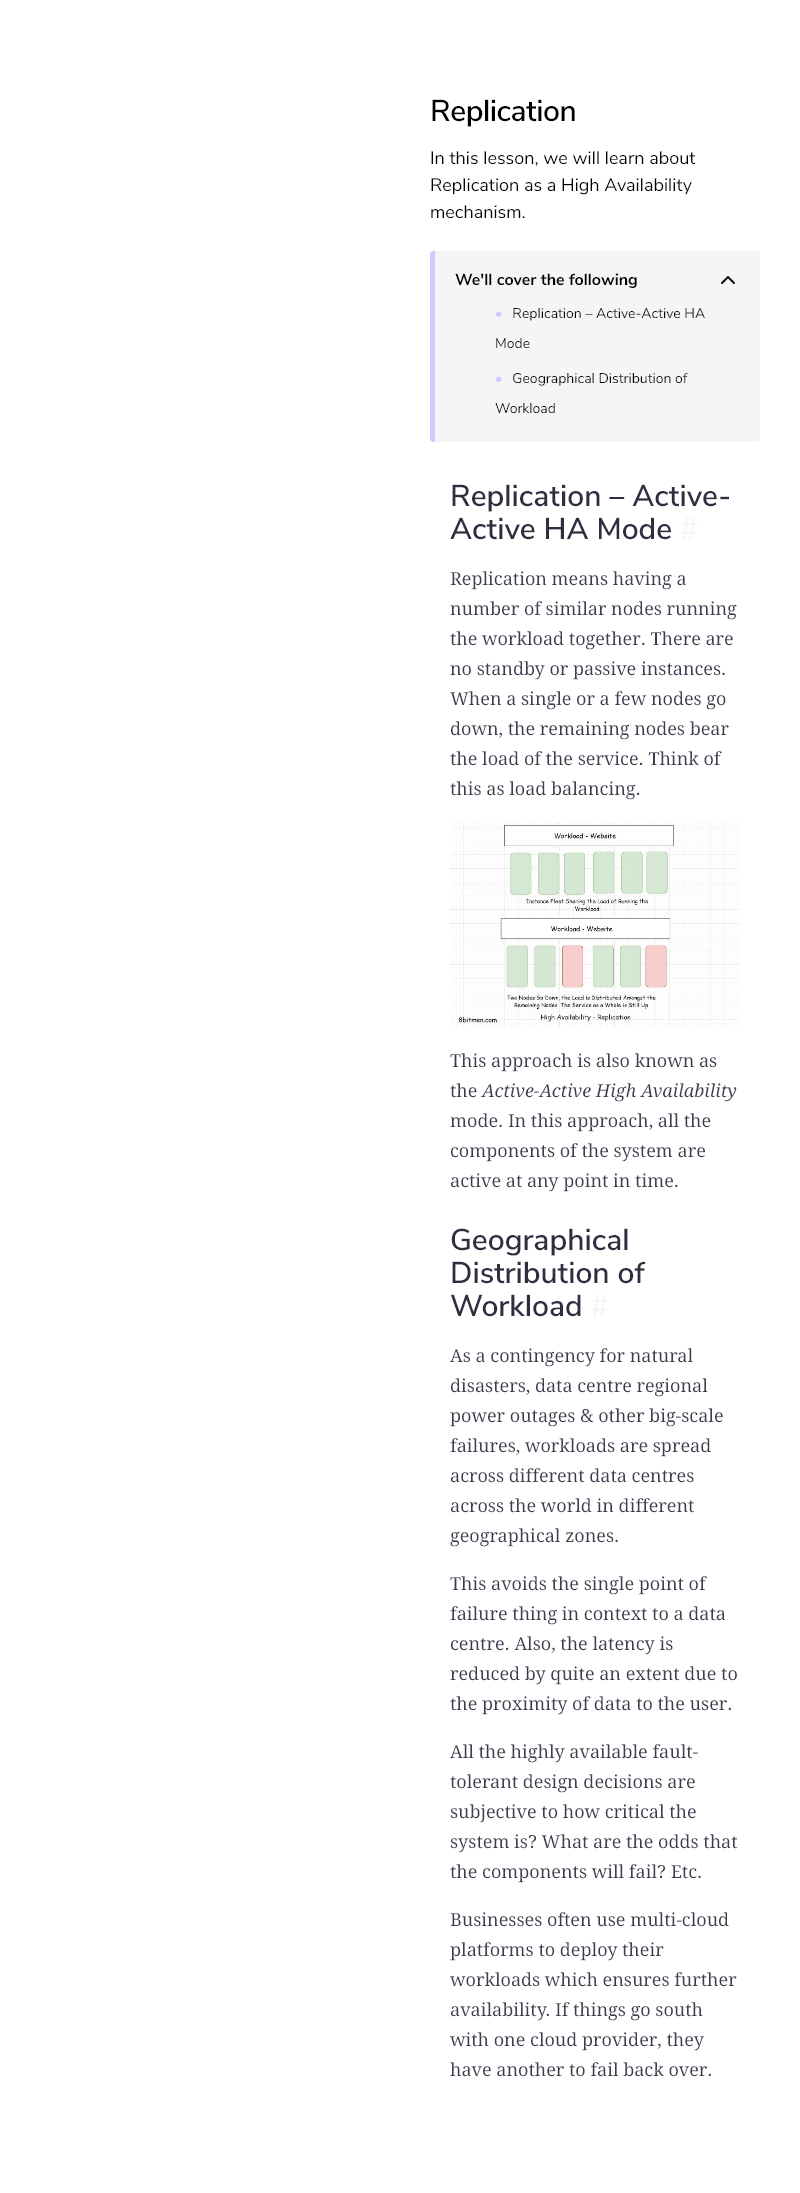 Replication
In this lesson, we will learn about
Replication as a High Availability
mechanism.
We'll cover the following
• Replication – Active-Active HA
Mode
• Geographical Distribution of
Workload
Replication – Active-
Active HA Mode #
Replication means having a
number of similar nodes running
the workload together. There are
no standby or passive instances.
When a single or a few nodes go
down, the remaining nodes bear
the load of the service. Think of
this as load balancing.
Workload - Website
Instance Fleet Sharing the Load of Running the
Workload
Workload - Website
Two Nodes Go Down, the Load is Distributed Amongst the
Remaining Nodes. The Service as a Whole is Still Up
High Availability - Replication
8bitmen.com
This approach is also known as
the Active-Active High Availability
mode. In this approach, all the
components of the system are
active at any point in time.
Geographical
Distribution of
Workload #
As a contingency for natural
disasters, data centre regional
power outages & other big-scale
failures, workloads are spread
across different data centres
across the world in different
geographical zones.
This avoids the single point of
failure thing in context to a data
centre. Also, the latency is
reduced by quite an extent due to
the proximity of data to the user.
All the highly available fault-
tolerant design decisions are
subjective to how critical the
system is? What are the odds that
the components will fail? Etc.
Businesses often use multi-cloud
platforms to deploy their
workloads which ensures further
availability. If things go south
with one cloud provider, they
have another to fail back over.